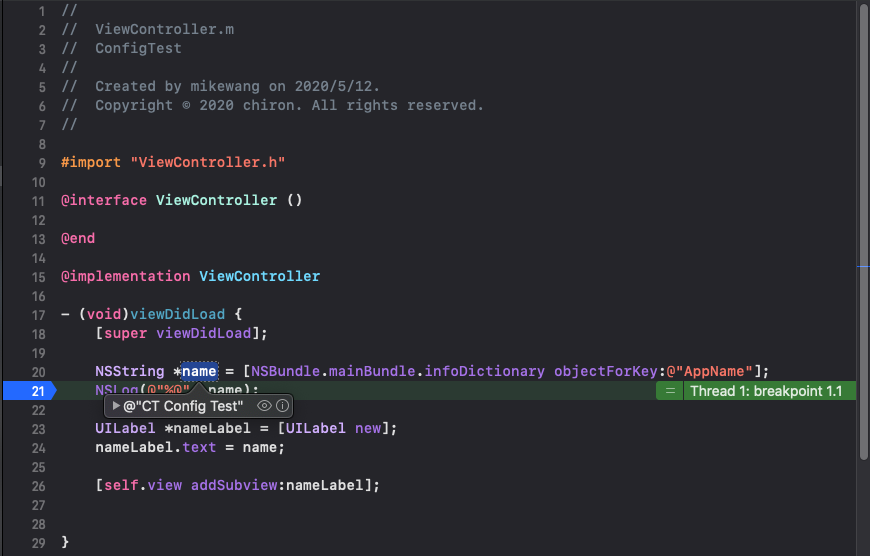 1 //
2 //  ViewController.m
3 //  ConfigTest
4 //
5 //  Created by mikewang on 2020/5/12.
6 //  Copyright © 2020 chiron. All rights reserved.
7 //
8
9 #import "ViewController.h"
10
11 @interface ViewController ()
12
13 @end
14
15 @implementation ViewController
16
17 - (void)viewDidLoad {
18     [super viewDidLoad];
19
20     NSString *name = [NSBundle.mainBundle.infoDictionary objectForKey:@"AppName"];
21     NSLog(@"%@", name); = Thread 1: breakpoint 1.1
@"CT Config Test"
22
23     UILabel *nameLabel = [UILabel new];
24     nameLabel.text = name;
25
26     [self.view addSubview:nameLabel];
27
28
29 }